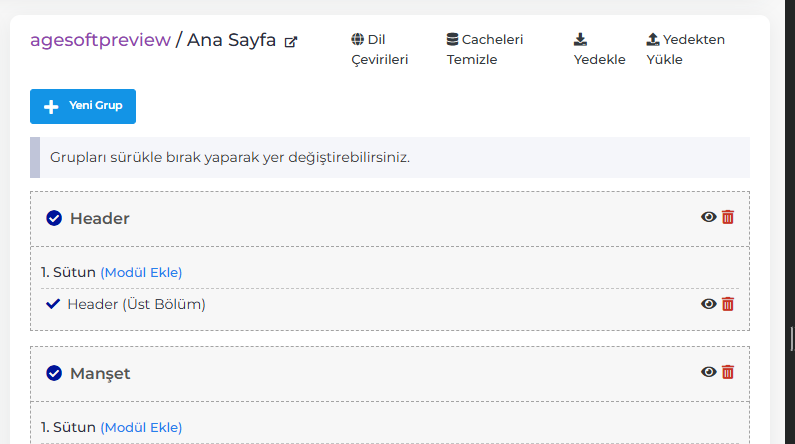 agesoftpreview / Ana Sayfa
Dil Çevirileri
Cacheleri Temizle
Yedekle
Yedekten Yükle
Yeni Grup
Grupları sürükle bırak yaparak yer değiştirebilirsiniz.
Header
1. Sütun (Modül Ekle)
Header (Üst Bölüm)
Manşet
1. Sütun (Modül Ekle)